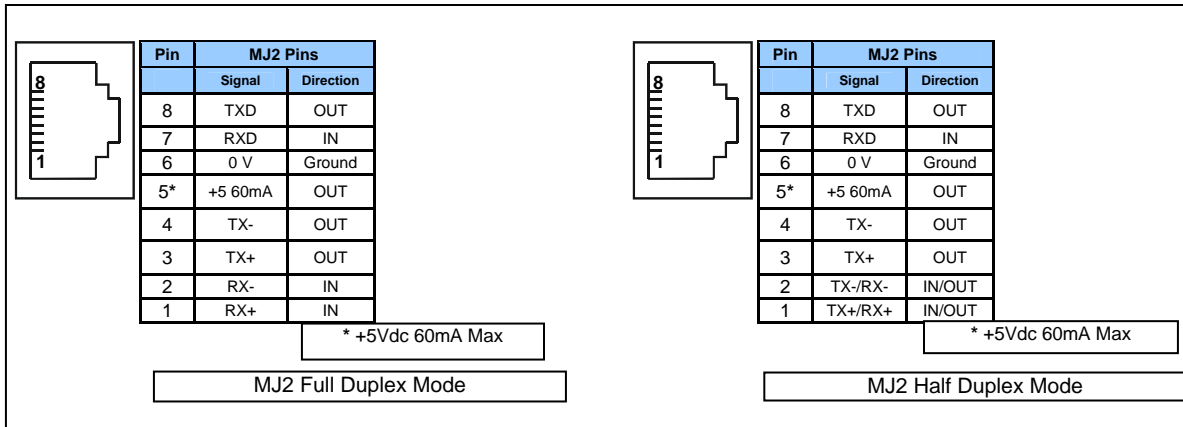 8
1
Pin MJ2 Pins
Signal Direction
8 TXD OUT
7 RXD IN
6 0 V Ground
5* +5 60mA OUT
4 TX- OUT
3 TX+ OUT
2 RX- IN
1 RX+ IN
* +5Vdc 60mA Max
MJ2 Full Duplex Mode
8
1
Pin MJ2 Pins
Signal Direction
8 TXD OUT
7 RXD IN
6 0 V Ground
5* +5 60mA OUT
4 TX- OUT
3 TX+ OUT
2 TX-/RX- IN/OUT
1 TX+/RX+ IN/OUT
* +5Vdc 60mA Max
MJ2 Half Duplex Mode